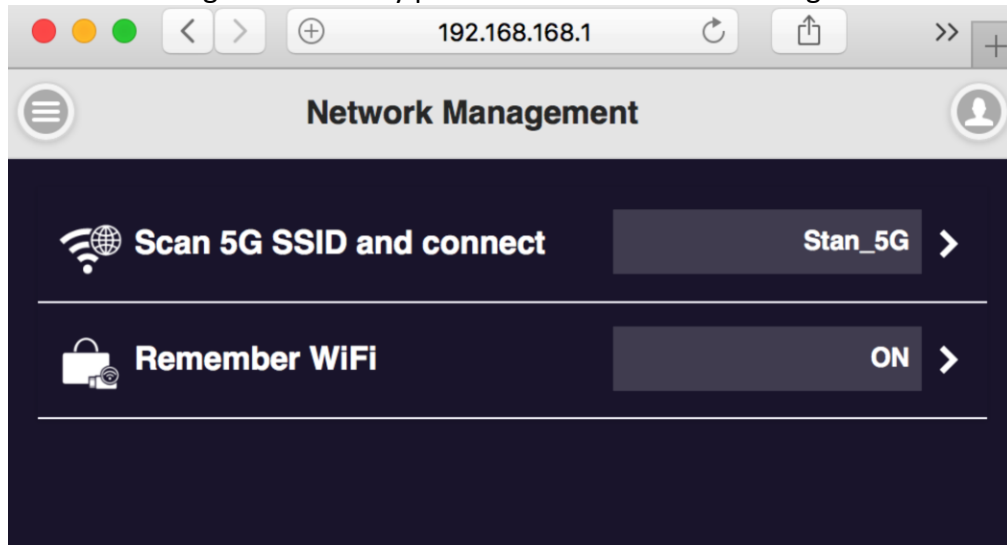 192.168.168.1
Network Management
Scan 5G SSID and connect Stan_5G
Remember WiFi ON